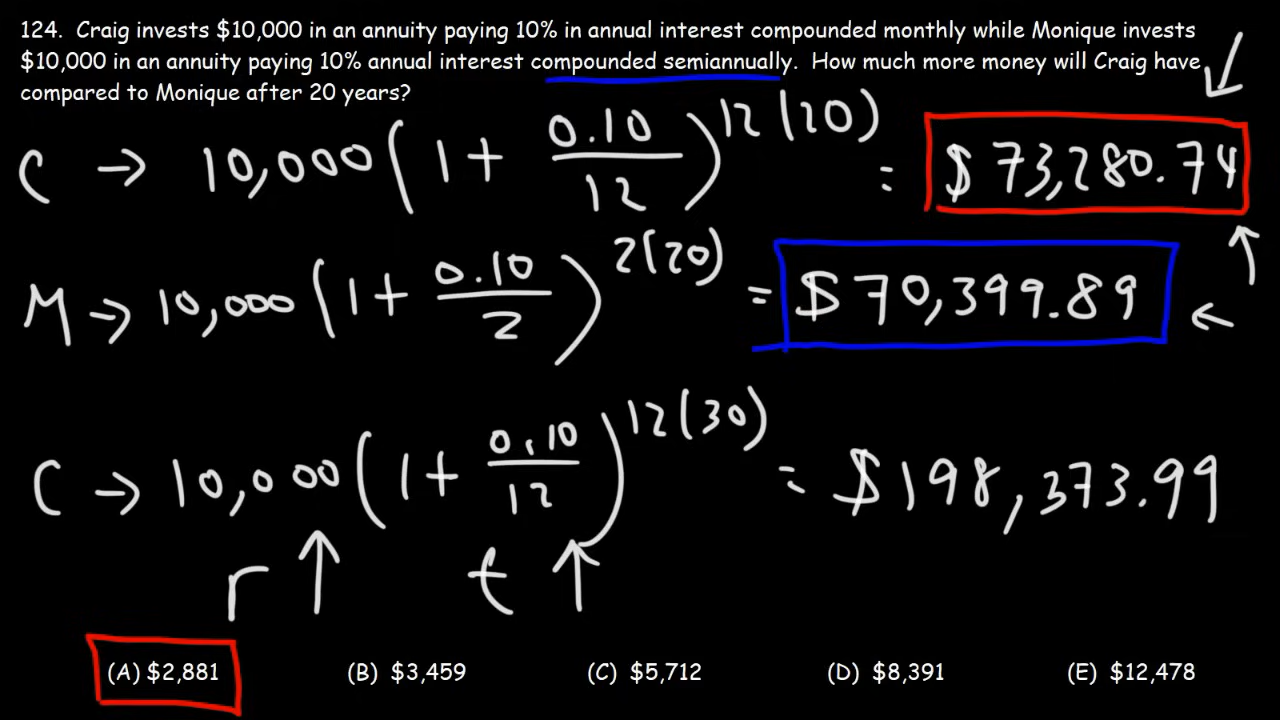 124. Craig invests $10,000 in an annuity paying 10% in annual interest compounded monthly while Monique invests
$10,000 in an annuity paying 10% annual interest compounded semiannually. How much more money will Craig have
compared to Monique after 20 years?
C → 10,000 (1 + 0.10/12)^12(20) = $73,280.74
M → 10,000 (1 + 0.10/2)^2(20) = $70,399.89
C → 10,000 (1 + 0.10/12)^12(30) = $198,373.99
r ↑ t ↑
(A) $2,881 (B) $3,459 (C) $5,712 (D) $8,391 (E) $12,478